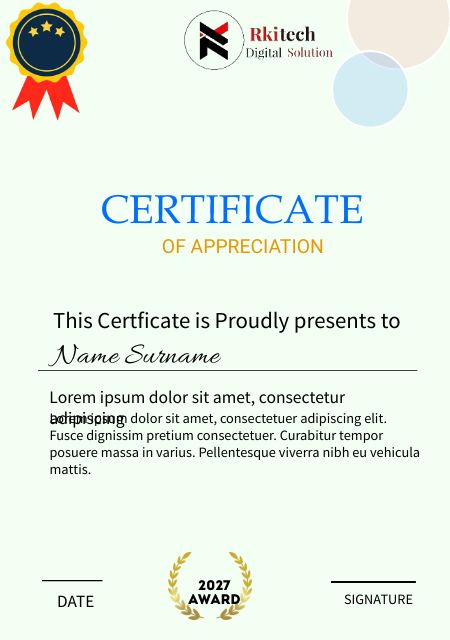 Rkitech
Digital Solution
CERTIFICATE
OF APPRECIATION
This Certficate is Proudly presents to
Name Surname
Lorem ipsum dolor sit amet, consectetur
adipiscing
Lorem ipsum dolor sit amet, consectetuer adipiscing elit.
Fusce dignissim pretium consectetuer. Curabitur tempor
posuere massa in varius. Pellentesque viverra nibh eu vehicula
mattis.
2027
AWARD
DATE
SIGNATURE